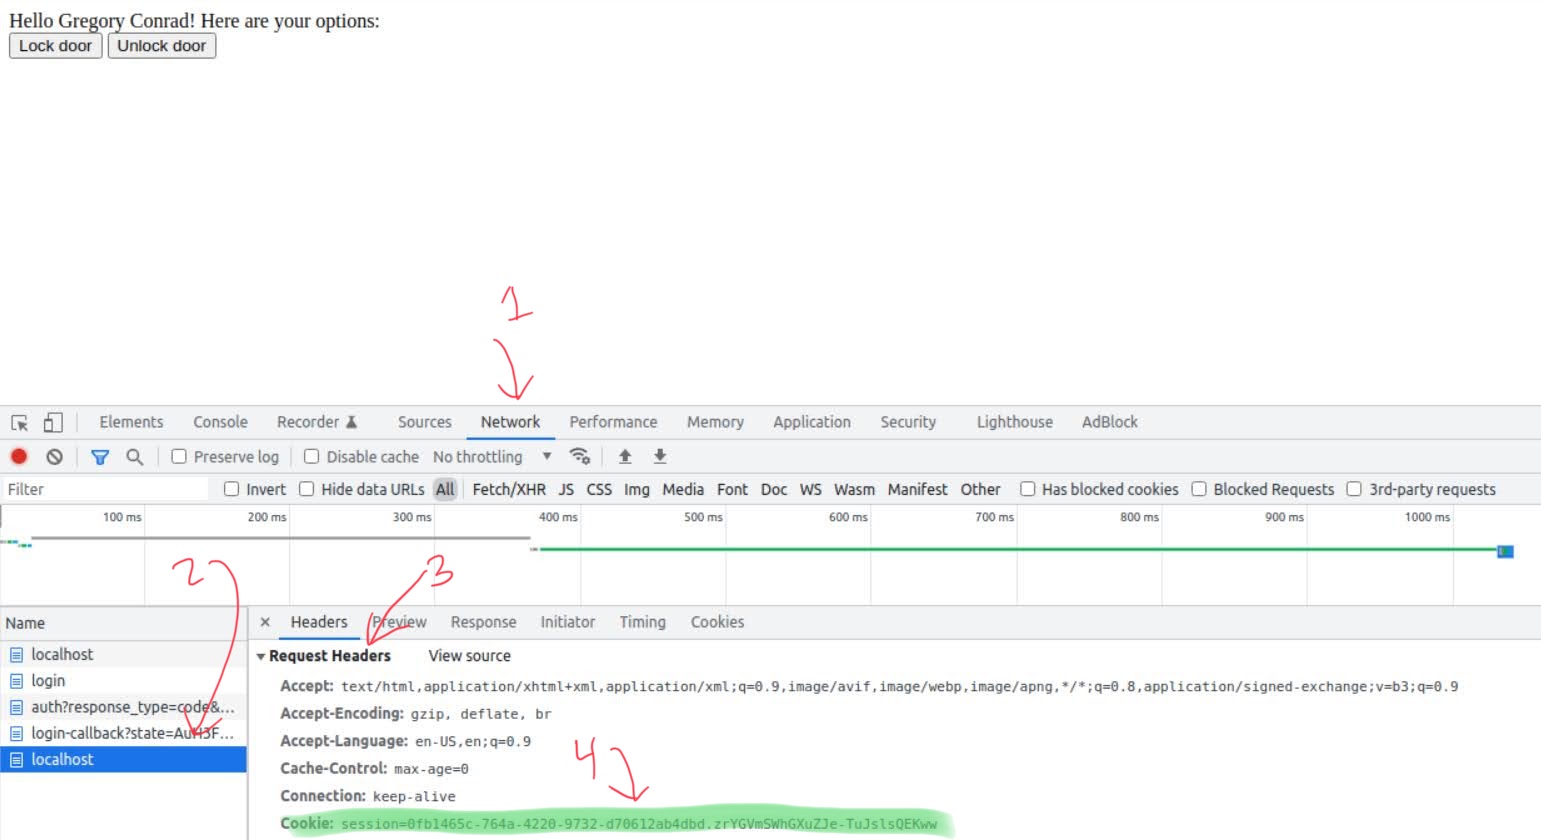 Hello Gregory Conrad! Here are your options:
Lock door Unlock door
1
Elements Console Recorder Sources Network Performance Memory Application Security Lighthouse AdBlock
Preserve log Disable cache No throttling
Filter Invert Hide data URLs All Fetch/XHR JS CSS Img Media Font Doc WS Wasm Manifest Other Has blocked cookies Blocked Requests 3rd-party requests
100 ms 200 ms 300 ms 400 ms 500 ms 600 ms 700 ms 800 ms 900 ms 1000 ms
2 3
Name × Headers Preview Response Initiator Timing Cookies
localhost Request Headers View source
login Accept: text/html,application/xhtml+xml,application/xml;q=0.9,image/avif,image/webp,image/apng,*/*;q=0.8,application/signed-exchange;v=b3;q=0.9
auth?response_type=code&... Accept-Encoding: gzip, deflate, br
login-callback?state=AuH3F... Accept-Language: en-US,en;q=0.9
4
localhost Cache-Control: max-age=0
Connection: keep-alive
Cookie: session=0fb1465c-764a-4220-9732-d70612ab4dbd.zrYGVmSWhGXuZJe-TuJslsQEKww